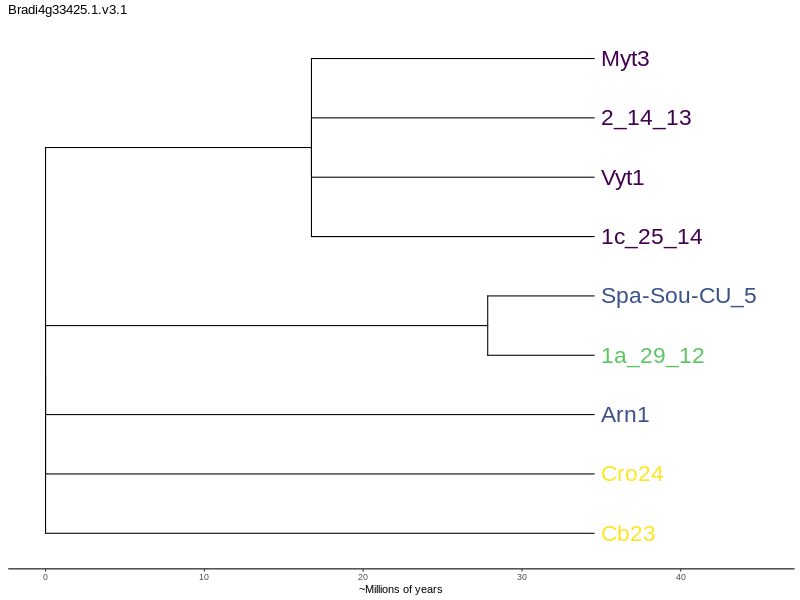 Bradi4g33425.1.v3.1
Myt3
2_14_13
Vyt1
1c_25_14
Spa-Sou-CU_5
1a_29_12
Arn1
Cro24
Cb23
0 10 20 30 40
~Millions of years